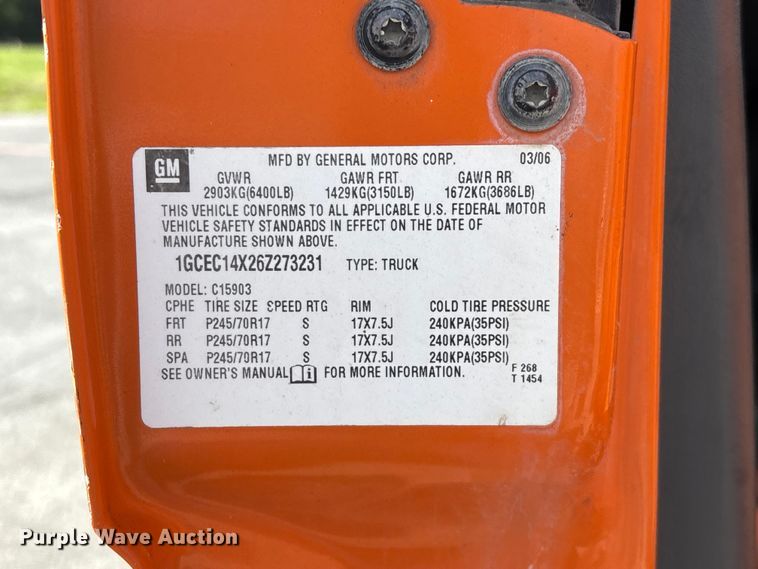 GM
MFD BY GENERAL MOTORS CORP. 03/06
GVWR GAWR FRT GAWR RR
2903KG(6400LB) 1429KG(3150LB) 1672KG(3686LB)
THIS VEHICLE CONFORMS TO ALL APPLICABLE U.S. FEDERAL MOTOR
VEHICLE SAFETY STANDARDS IN EFFECT ON THE DATE OF
MANUFACTURE SHOWN ABOVE.
1GCEC14X26Z273231 TYPE: TRUCK
MODEL: C15903
CPHE TIRE SIZE SPEED RTG RIM COLD TIRE PRESSURE
FRT P245/70R17 S 17X7.5J 240KPA(35PSI)
RR P245/70R17 S 17X7.5J 240KPA(35PSI)
SPA P245/70R17 S 17X7.5J 240KPA(35PSI)
SEE OWNER'S MANUAL i FOR MORE INFORMATION.
F 268
T 1454
Purple Wave Auction